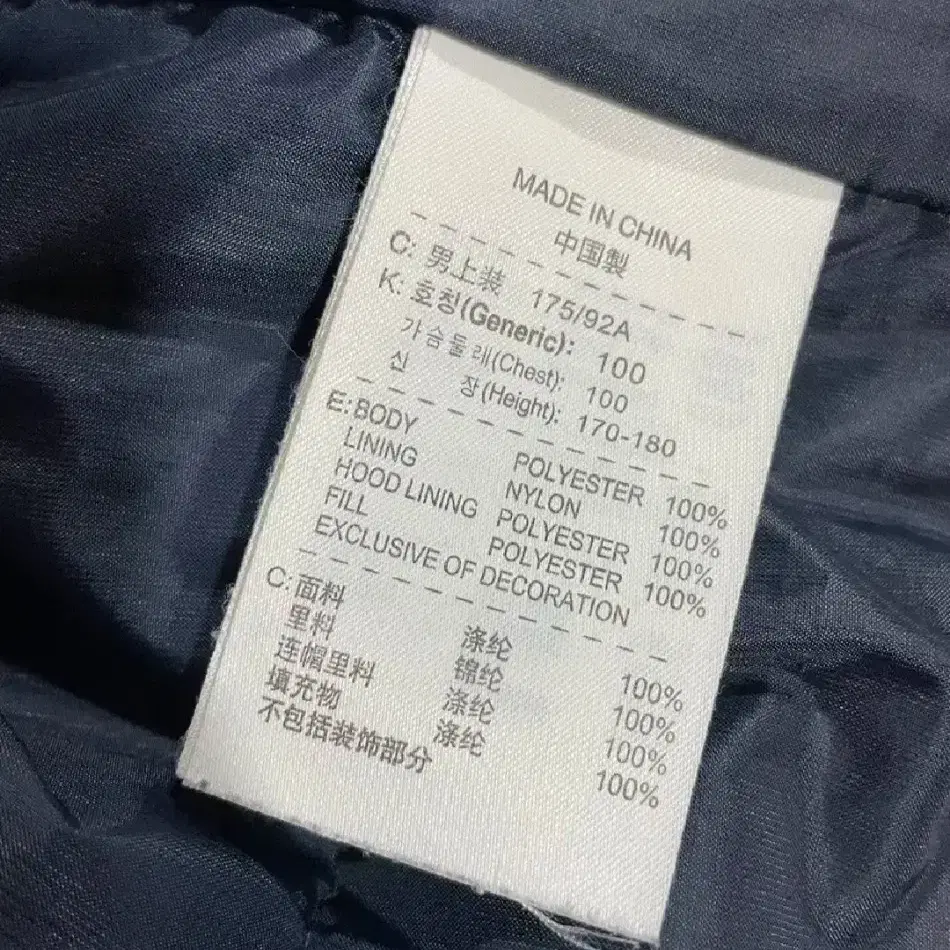 MADE IN CHINA
中国製
C: 男上装 175/92A
K: 호칭(Generic): 100
가슴둘레(Chest): 100
신 장(Height): 170-180
E: BODY POLYESTER 100%
LINING NYLON 100%
HOOD LINING POLYESTER 100%
FILL POLYESTER 100%
EXCLUSIVE OF DECORATION
C: 面料 涤纶 100%
里料 锦纶 100%
连帽里料 涤纶 100%
填充物 涤纶 100%
不包括装饰部分